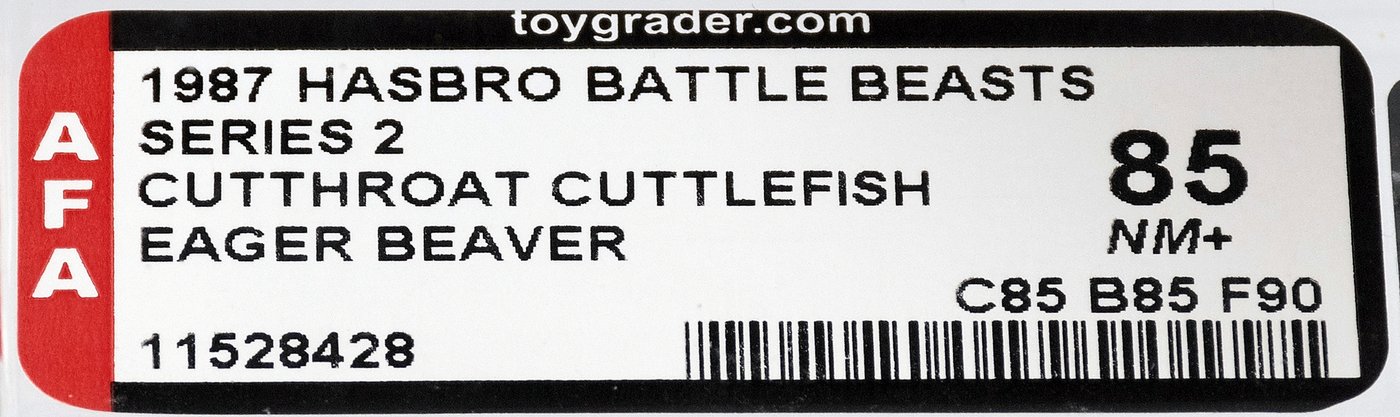 toygrader.com
AFA
1987 HASBRO BATTLE BEASTS
SERIES 2
CUTTHROAT CUTTLEFISH
EAGER BEAVER
85
NM+
C85 B85 F90
11528428